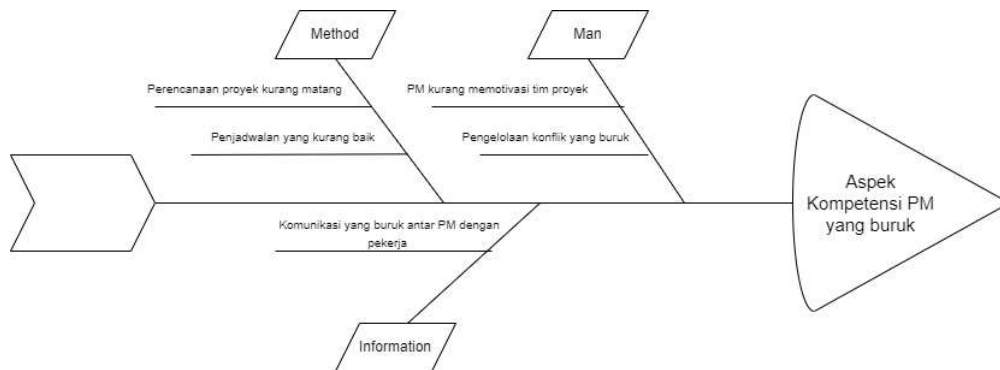 Method
Man
Perencanaan proyek kurang matang
PM kurang memotivasi tim proyek
Penjadwalan yang kurang baik
Pengelolaan konflik yang buruk
Aspek
Kompetensi PM
yang buruk
Komunikasi yang buruk antar PM dengan
pekerja
Information